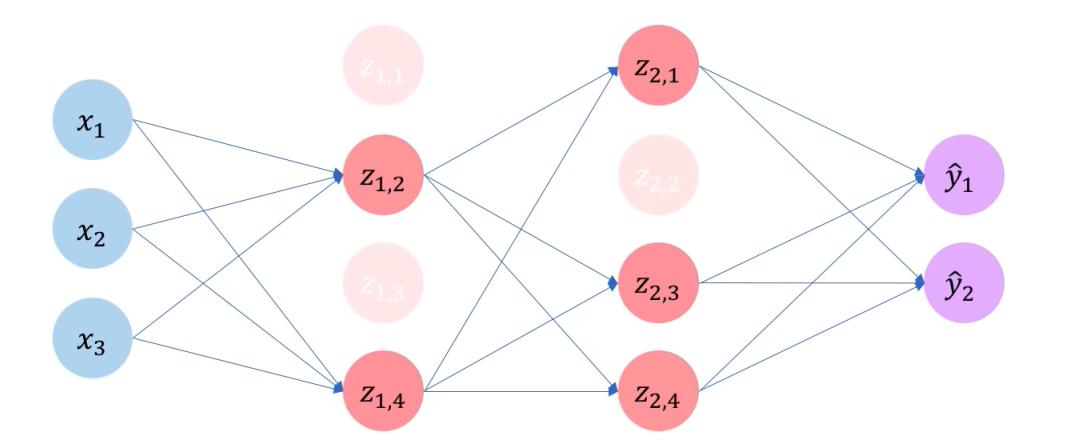 x₁
x₂
x₃
z₁,₁
z₁,₂
z₁,₃
z₁,₄
z₂,₁
z₂,₂
z₂,₃
z₂,₄
ŷ₁
ŷ₂